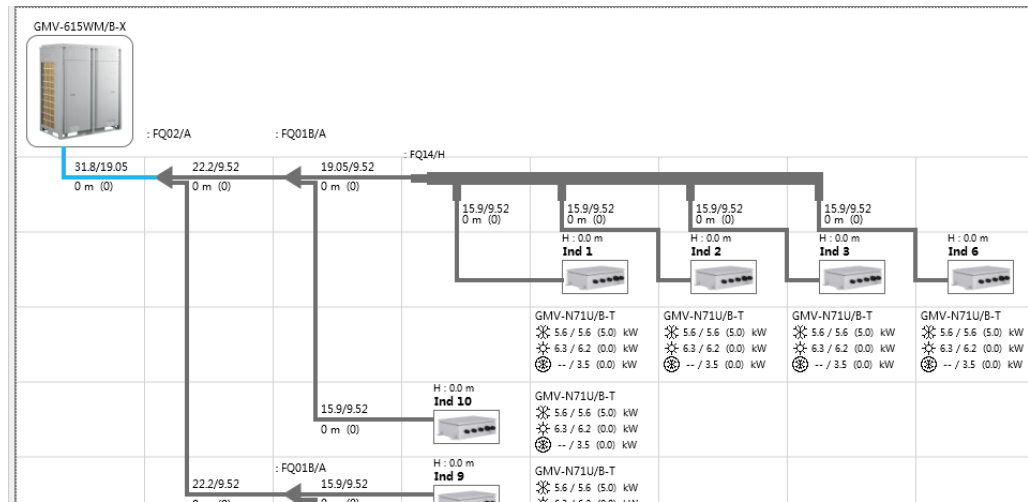 GMV-615WM/B-X
: FQ02/A
: FQ01B/A
: FQ14/H
31.8/19.05
0 m (0)
22.2/9.52
0 m (0)
19.05/9.52
0 m (0)
15.9/9.52
0 m (0)
15.9/9.52
0 m (0)
15.9/9.52
0 m (0)
15.9/9.52
0 m (0)
H : 0.0 m
Ind 1
H : 0.0 m
Ind 2
H : 0.0 m
Ind 3
H : 0.0 m
Ind 6
GMV-N71U/B-T
5.6 / 5.6 (5.0) kW
6.3 / 6.2 (0.0) kW
-- / 3.5 (0.0) kW
GMV-N71U/B-T
5.6 / 5.6 (5.0) kW
6.3 / 6.2 (0.0) kW
-- / 3.5 (0.0) kW
GMV-N71U/B-T
5.6 / 5.6 (5.0) kW
6.3 / 6.2 (0.0) kW
-- / 3.5 (0.0) kW
GMV-N71U/B-T
5.6 / 5.6 (5.0) kW
6.3 / 6.2 (0.0) kW
-- / 3.5 (0.0) kW
15.9/9.52
0 m (0)
H : 0.0 m
Ind 10
GMV-N71U/B-T
5.6 / 5.6 (5.0) kW
6.3 / 6.2 (0.0) kW
-- / 3.5 (0.0) kW
: FQ01B/A
22.2/9.52
15.9/9.52
H : 0.0 m
Ind 9
GMV-N71U/B-T
5.6 / 5.6 (5.0) kW